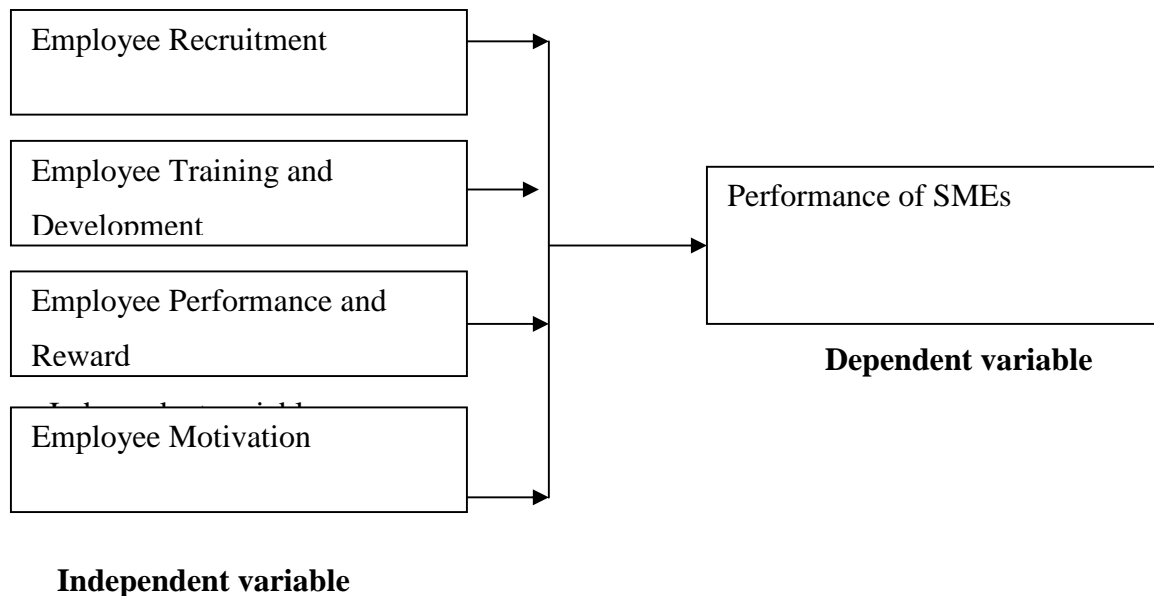 Employee Recruitment
Employee Training and
Development
Employee Performance and
Reward
Employee Motivation
Independent variable
Performance of SMEs
Dependent variable